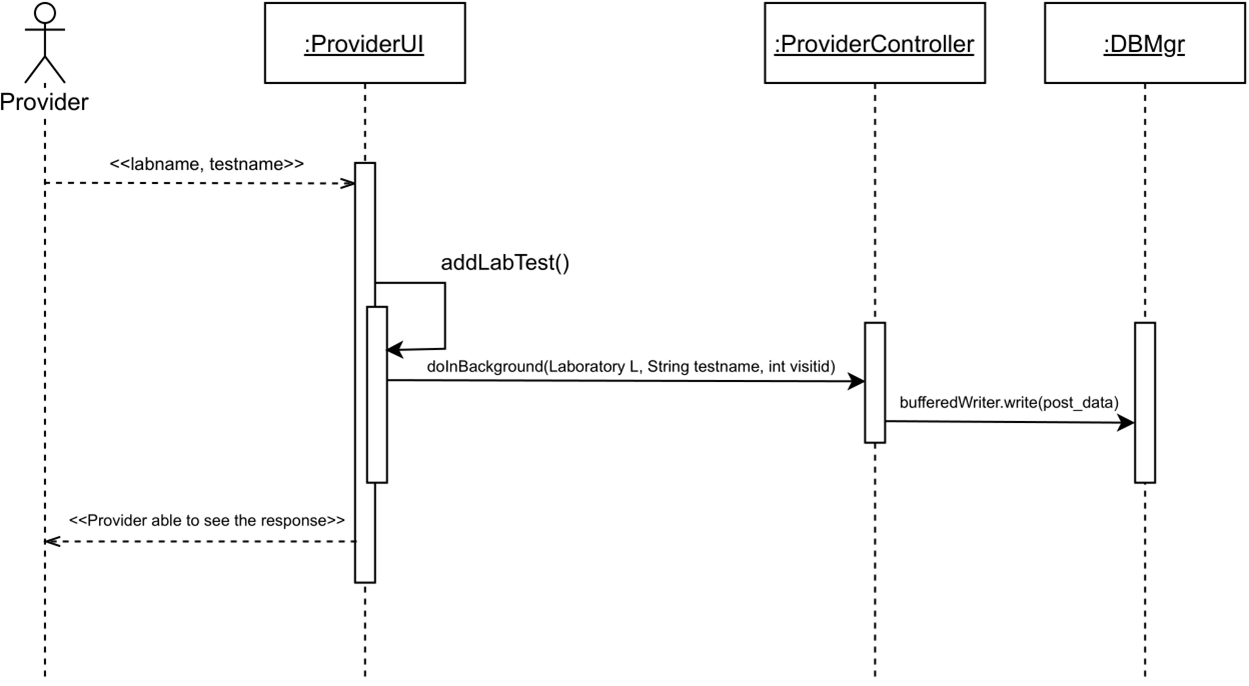 :ProviderUI
:ProviderController
:DBMgr
Provider
<<labname, testname>>
addLabTest()
doInBackground(Laboratory L, String testname, int visitid)
bufferedWriter.write(post_data)
<<Provider able to see the response>>